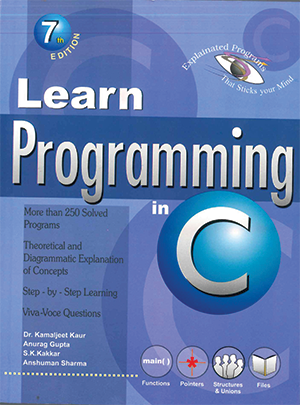 7th
EDITION
Explainated Programs
That Sticks your Mind
Learn
Programming
in
C
More than 250 Solved
Programs
Theoretical and
Diagrammatic Explanation
of Concepts
Step - by - Step Learning
Viva-Voce Questions
Dr. Kamaljeet Kaur
Anurag Gupta
S.K.Kakkar
Anshuman Sharma
main( )
Functions
Pointers
Structures
& Unions
Files